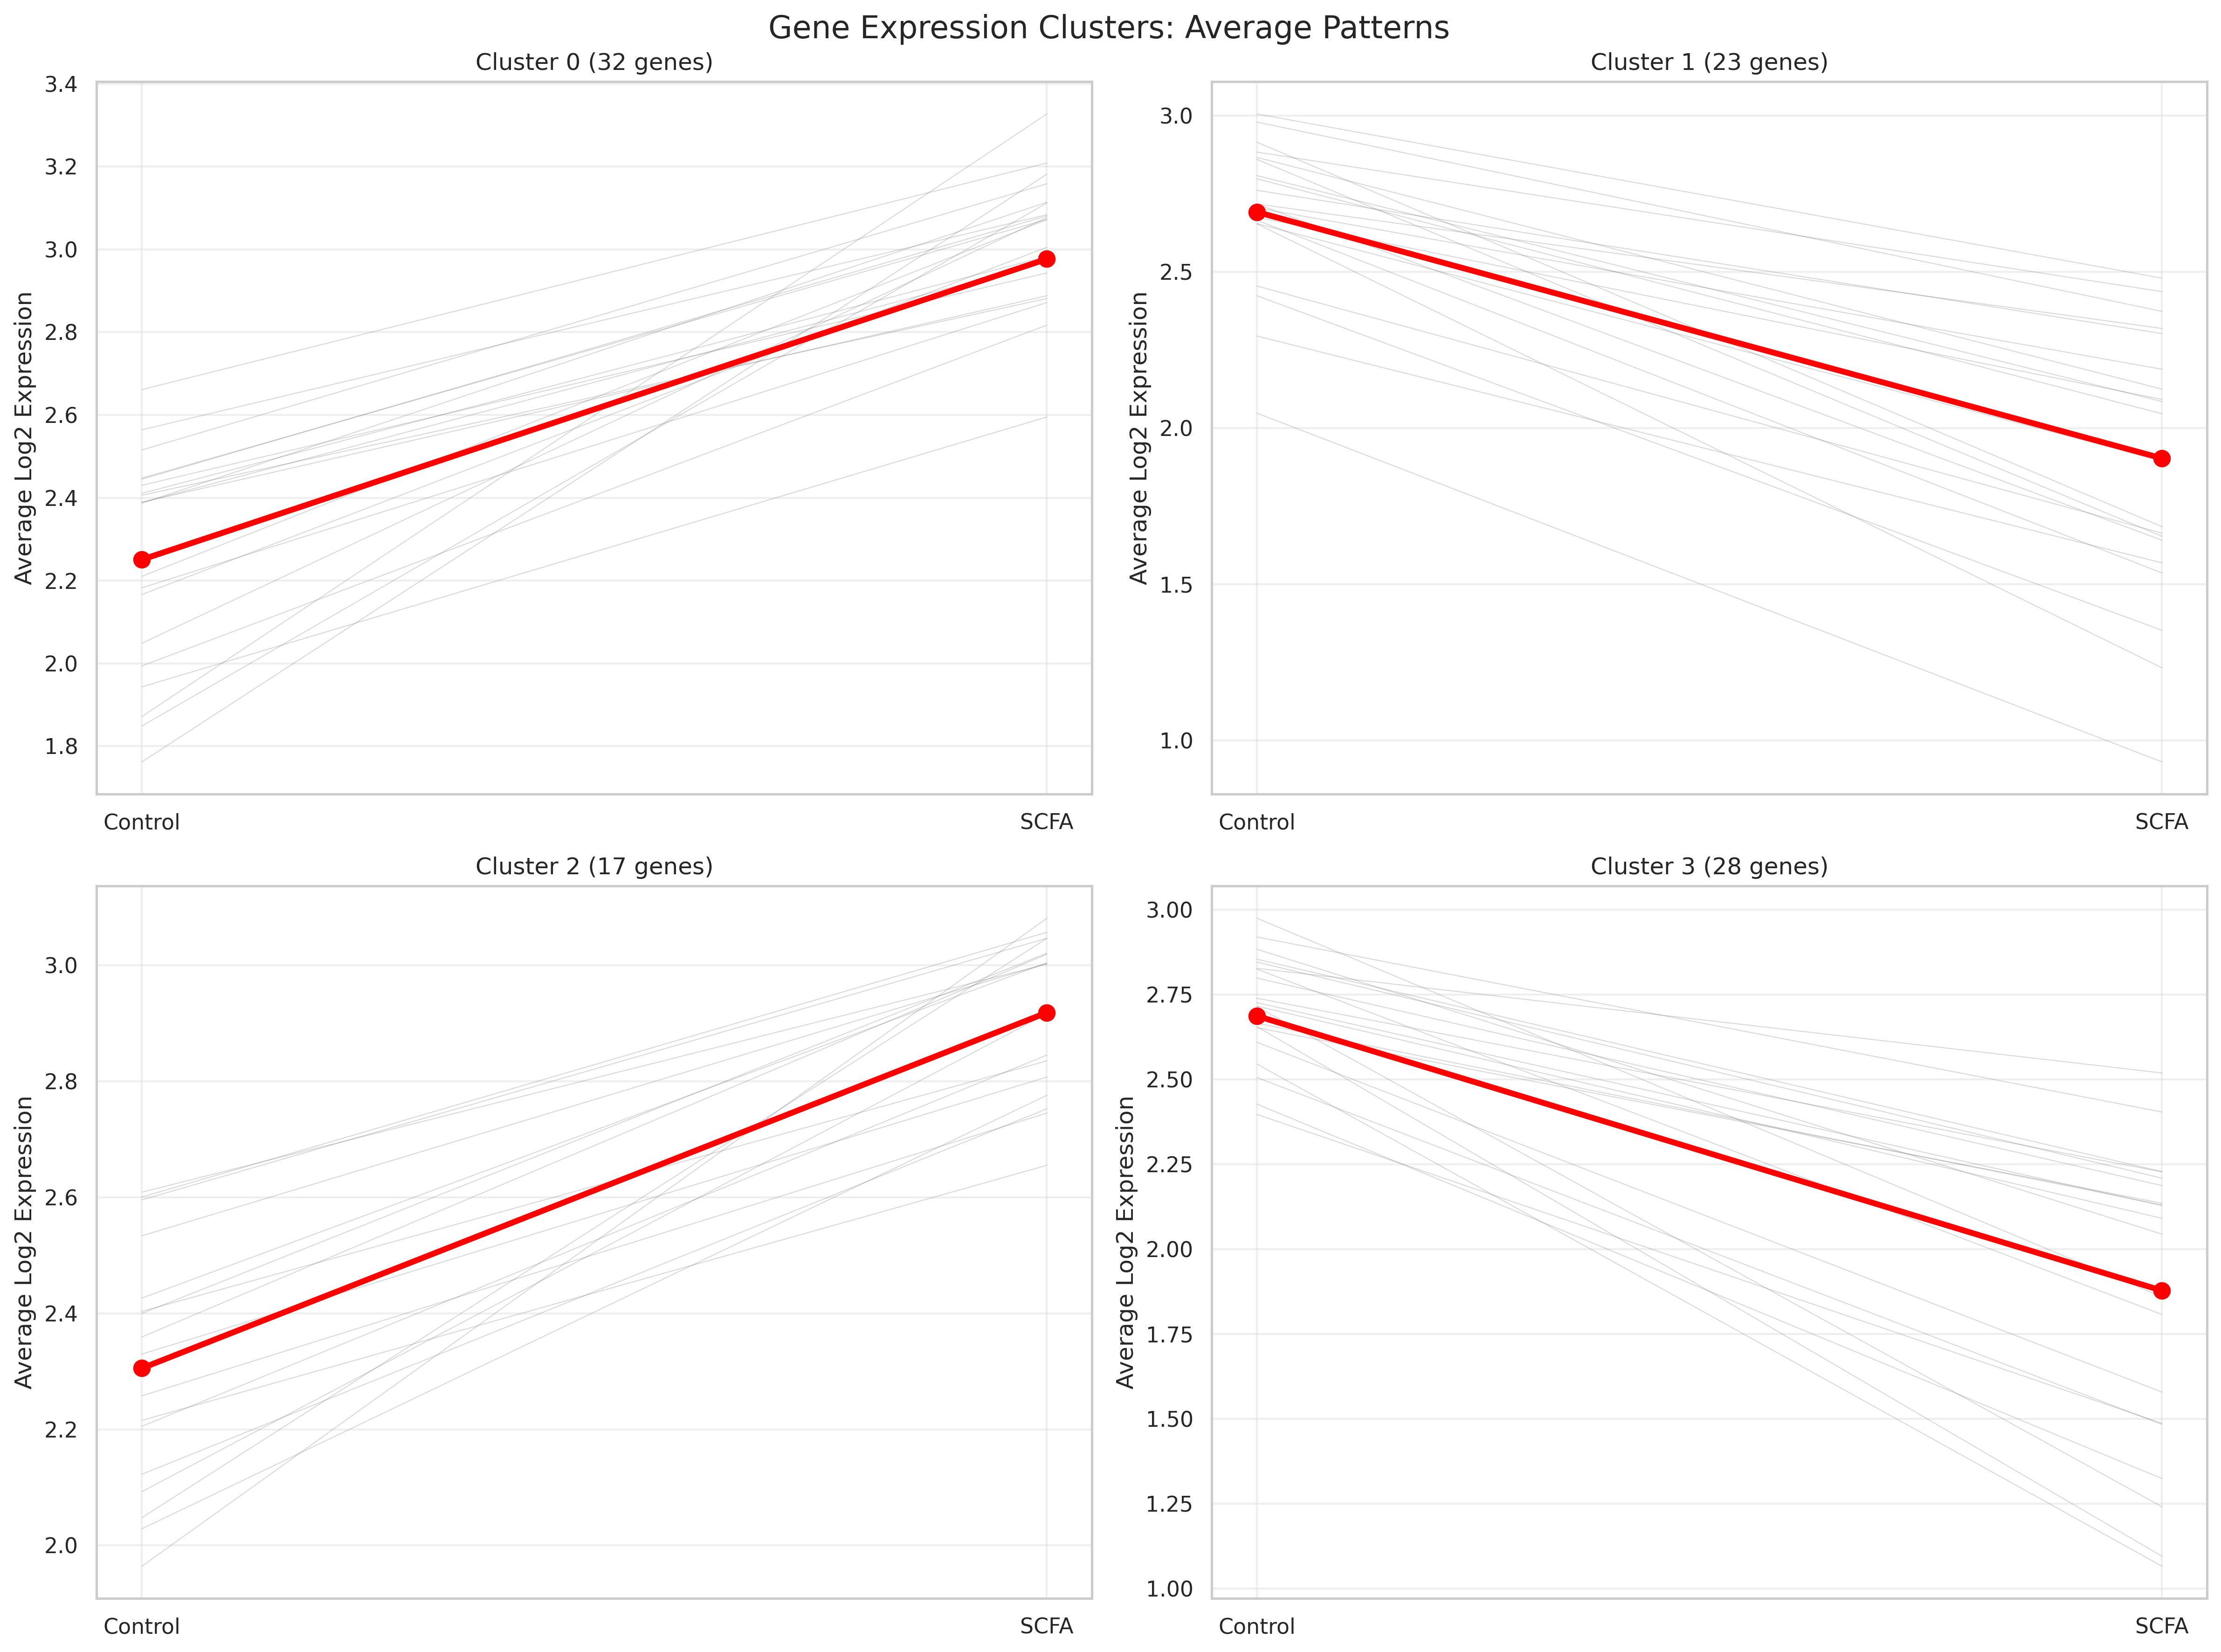 Gene Expression Clusters: Average Patterns
Cluster 0 (32 genes)
Average Log2 Expression
3.4
3.2
3.0
2.8
2.6
2.4
2.2
2.0
1.8
Control
SCFA
Cluster 1 (23 genes)
Average Log2 Expression
3.0
2.5
2.0
1.5
1.0
Control
SCFA
Cluster 2 (17 genes)
Average Log2 Expression
3.0
2.8
2.6
2.4
2.2
2.0
Control
SCFA
Cluster 3 (28 genes)
Average Log2 Expression
3.00
2.75
2.50
2.25
2.00
1.75
1.50
1.25
1.00
Control
SCFA